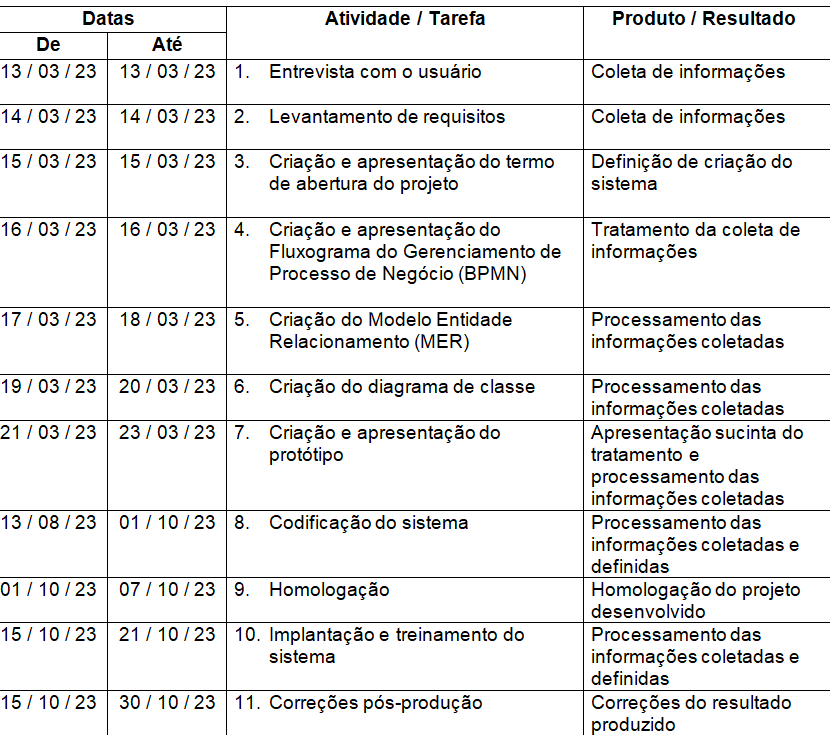 Datas Atividade / Tarefa Produto / Resultado
De Até
13 / 03 / 23 13 / 03 / 23 1. Entrevista com o usuário Coleta de informações
14 / 03 / 23 14 / 03 / 23 2. Levantamento de requisitos Coleta de informações
15 / 03 / 23 15 / 03 / 23 3. Criação e apresentação do termo Definição de criação do
de abertura do projeto sistema
16 / 03 / 23 16 / 03 / 23 4. Criação e apresentação do Tratamento da coleta de
Fluxograma do Gerenciamento de informações
Processo de Negócio (BPMN)
17 / 03 / 23 18 / 03 / 23 5. Criação do Modelo Entidade Processamento das
Relacionamento (MER) informações coletadas
19 / 03 / 23 20 / 03 / 23 6. Criação do diagrama de classe Processamento das
informações coletadas
21 / 03 / 23 23 / 03 / 23 7. Criação e apresentação do Apresentação sucinta do
protótipo tratamento e
processamento das
informações coletadas
13 / 08 / 23 01 / 10 / 23 8. Codificação do sistema Processamento das
informações coletadas e
definidas
01 / 10 / 23 07 / 10 / 23 9. Homologação Homologação do projeto
desenvolvido
15 / 10 / 23 21 / 10 / 23 10. Implantação e treinamento do Processamento das
sistema informações coletadas e
definidas
15 / 10 / 23 30 / 10 / 23 11. Correções pós-produção Correções do resultado
produzido